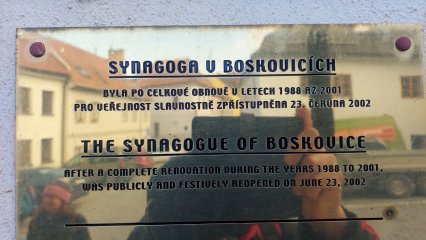 SYNAGOGA V BOSKOVICÍCH
BYLA PO CELKOVÉ OBNOVĚ V LETECH 1988 AŽ 2001
PRO VEŘEJNOST SLAVNOSTNĚ ZPŘÍSTUPNĚNA 23. ČERVNA 2002
THE SYNAGOGUE OF BOSKOVICE
AFTER A COMPLETE RENOVATION DURING THE YEARS 1988 TO 2001,
WAS PUBLICLY AND FESTIVELY REOPENED ON JUNE 23, 2002